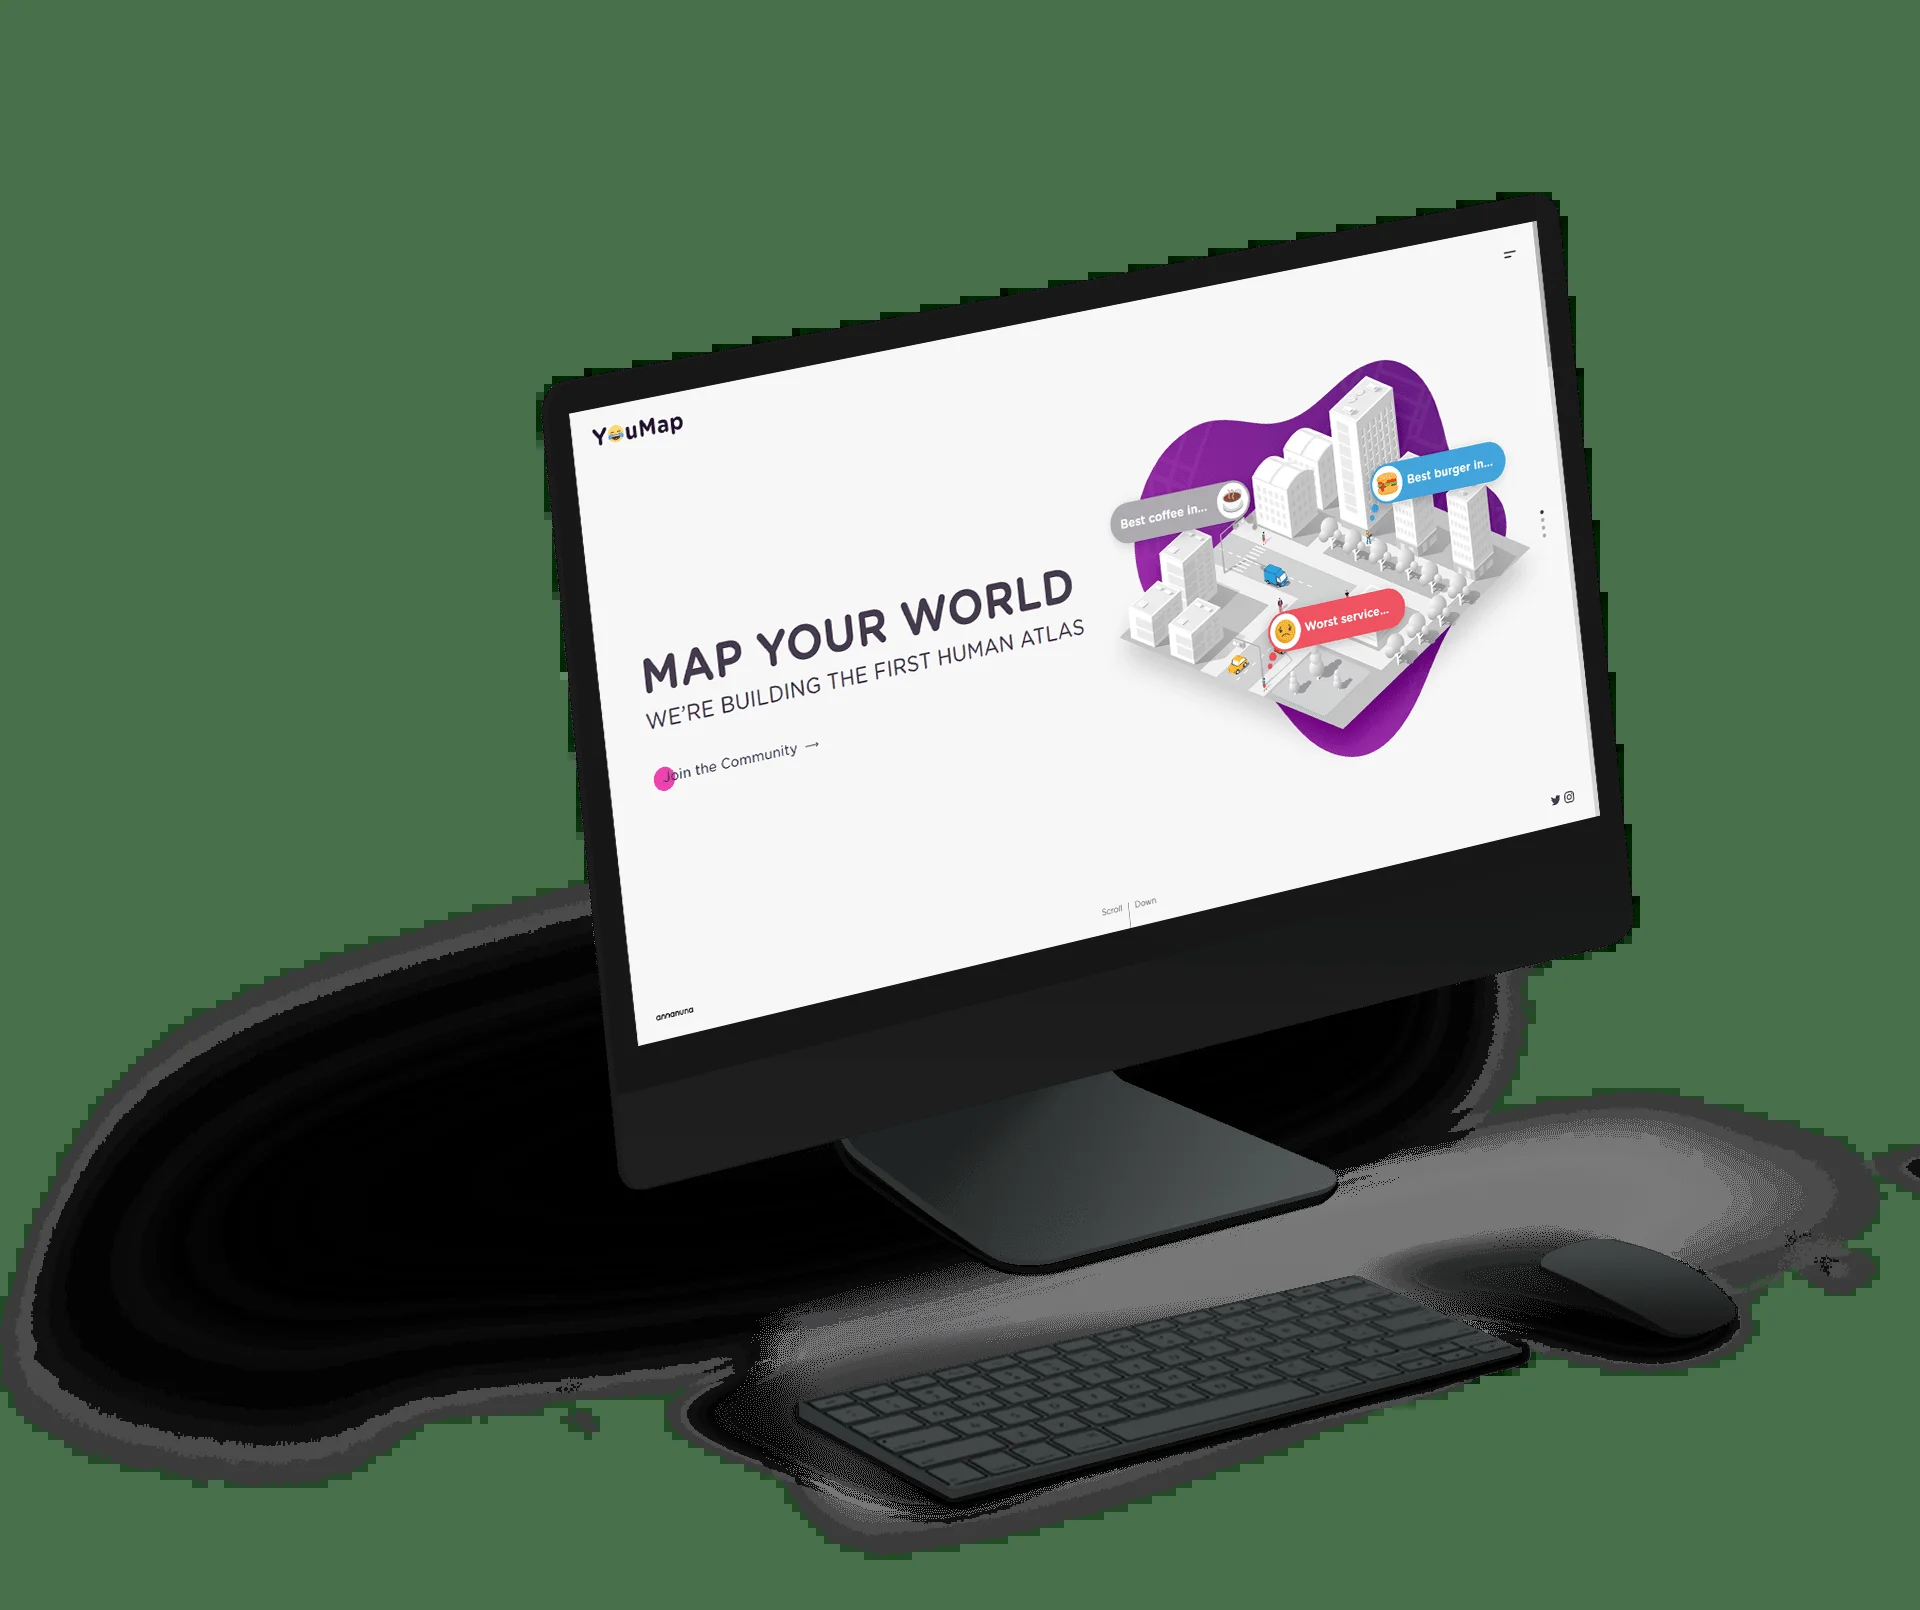 Y😂uMap
MAP YOUR WORLD
WE'RE BUILDING THE FIRST HUMAN ATLAS
Join the Community →
Best coffee in...
Best burger in...
Worst service...
Scroll | Down
annanuna